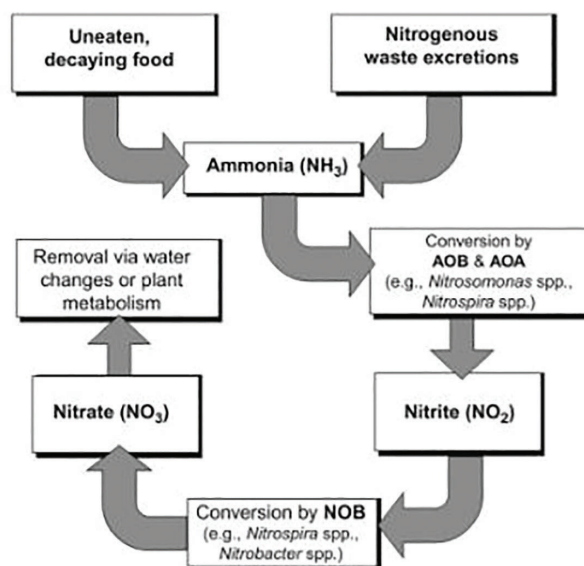 Uneaten,
decaying food
Nitrogenous
waste excretions
Ammonia (NH₃)
Conversion by
AOB & AOA
(e.g., Nitrosomonas spp.,
Nitrospira spp.)
Removal via water
changes or plant
metabolism
Nitrate (NO₃)
Nitrite (NO₂)
Conversion by NOB
(e.g., Nitrospira spp.,
Nitrobacter spp.)